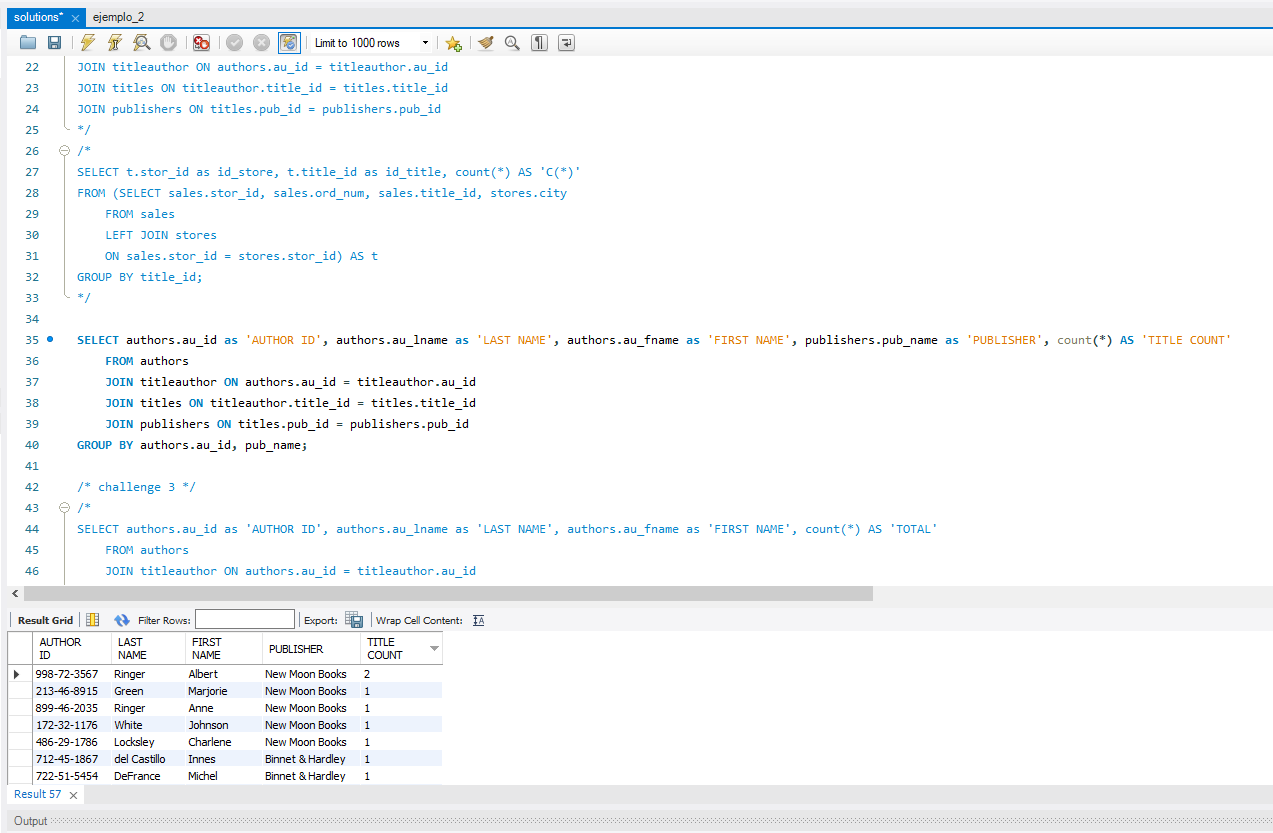 solutions* ejemplo_2
Limit to 1000 rows
22 JOIN titleauthor ON authors.au_id = titleauthor.au_id
23 JOIN titles ON titleauthor.title_id = titles.title_id
24 JOIN publishers ON titles.pub_id = publishers.pub_id
25 */
26 /*
27 SELECT t.stor_id as id_store, t.title_id as id_title, count(*) AS 'C(*)'
28 FROM (SELECT sales.stor_id, sales.ord_num, sales.title_id, stores.city
29 FROM sales
30 LEFT JOIN stores
31 ON sales.stor_id = stores.stor_id) AS t
32 GROUP BY title_id;
33 */
34
35 SELECT authors.au_id as 'AUTHOR ID', authors.au_lname as 'LAST NAME', authors.au_fname as 'FIRST NAME', publishers.pub_name as 'PUBLISHER', count(*) AS 'TITLE COUNT'
36 FROM authors
37 JOIN titleauthor ON authors.au_id = titleauthor.au_id
38 JOIN titles ON titleauthor.title_id = titles.title_id
39 JOIN publishers ON titles.pub_id = publishers.pub_id
40 GROUP BY authors.au_id, pub_name;
41
42 /* challenge 3 */
43 /*
44 SELECT authors.au_id as 'AUTHOR ID', authors.au_lname as 'LAST NAME', authors.au_fname as 'FIRST NAME', count(*) AS 'TOTAL'
45 FROM authors
46 JOIN titleauthor ON authors.au_id = titleauthor.au_id
Result Grid Filter Rows: Export: Wrap Cell Content:
AUTHOR ID LAST NAME FIRST NAME PUBLISHER TITLE COUNT
998-72-3567 Ringer Albert New Moon Books 2
213-46-8915 Green Marjorie New Moon Books 1
899-46-2035 Ringer Anne New Moon Books 1
172-32-1176 White Johnson New Moon Books 1
486-29-1786 Locksley Charlene New Moon Books 1
712-45-1867 del Castillo Innes Binnet & Hardley 1
722-51-5454 DeFrance Michel Binnet & Hardley 1
Result 57
Output